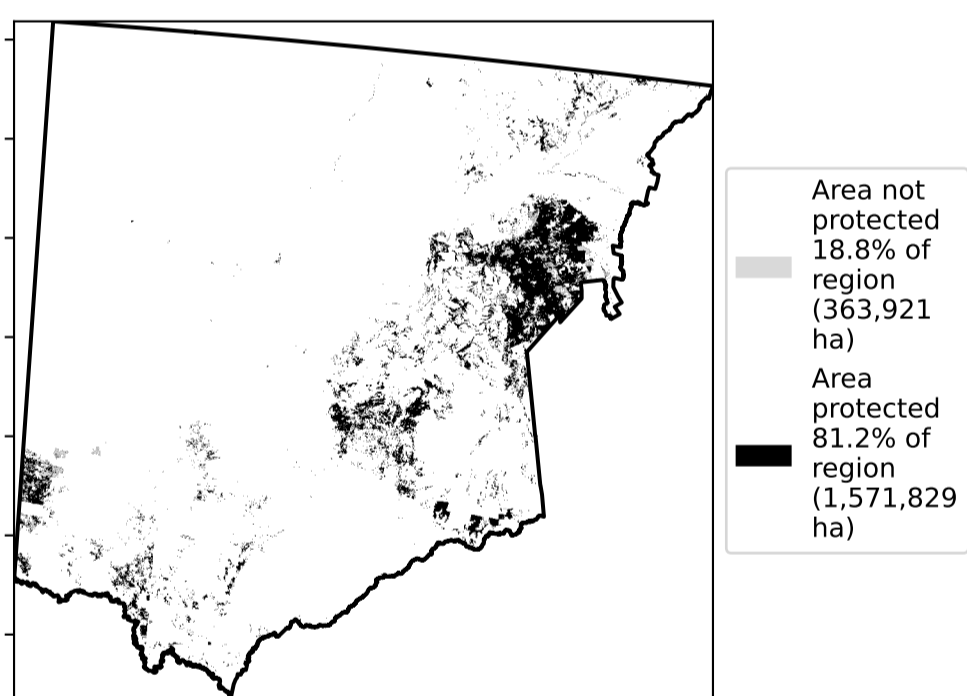 Area not
protected
18.8% of
region
(363,921
ha)
Area
protected
81.2% of
region
(1,571,829
ha)